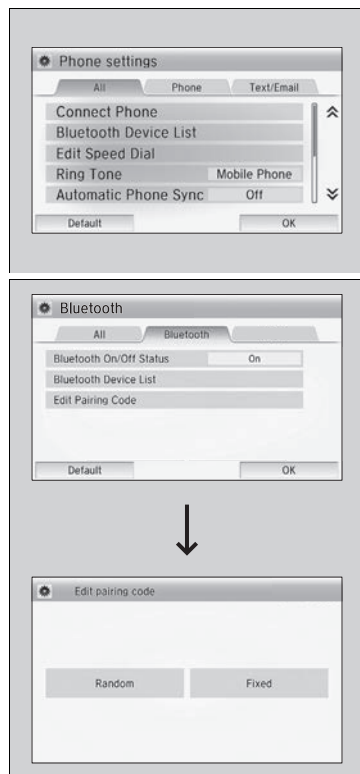 Phone settings
All Phone Text/Email
Connect Phone
Bluetooth Device List
Edit Speed Dial
Ring Tone Mobile Phone
Automatic Phone Sync Off
Default OK
Bluetooth
All Bluetooth
Bluetooth On/Off Status On
Bluetooth Device List
Edit Pairing Code
Default OK
Edit pairing code
Random Fixed